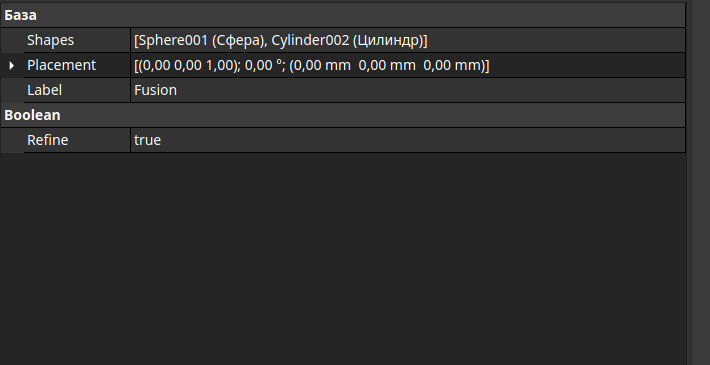 База
Shapes [Sphere001 (Сфера), Cylinder002 (Цилиндр)]
Placement [(0,00 0,00 1,00); 0,00 °; (0,00 mm  0,00 mm  0,00 mm)]
Label Fusion
Boolean
Refine true